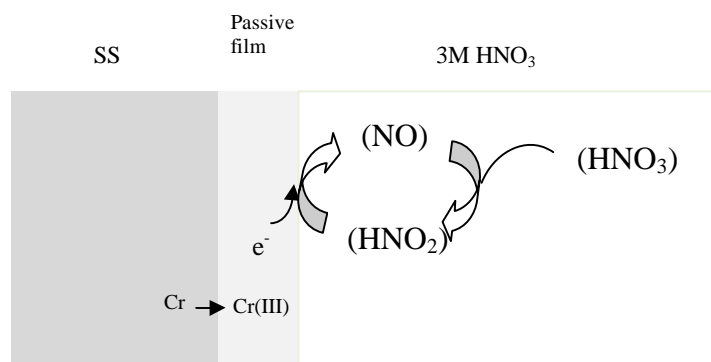 Passive
film
SS
3M HNO₃
(NO)
(HNO₃)
(HNO₂)
e⁻
Cr
Cr(III)